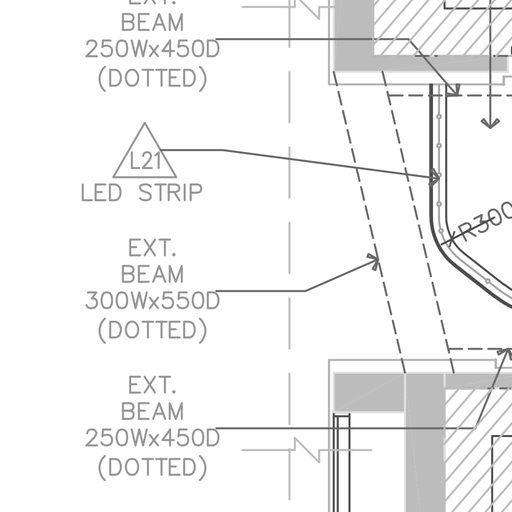 EXT.
BEAM
250Wx450D
(DOTTED)
L21
LED STRIP
R300
EXT.
BEAM
300Wx550D
(DOTTED)
EXT.
BEAM
250Wx450D
(DOTTED)